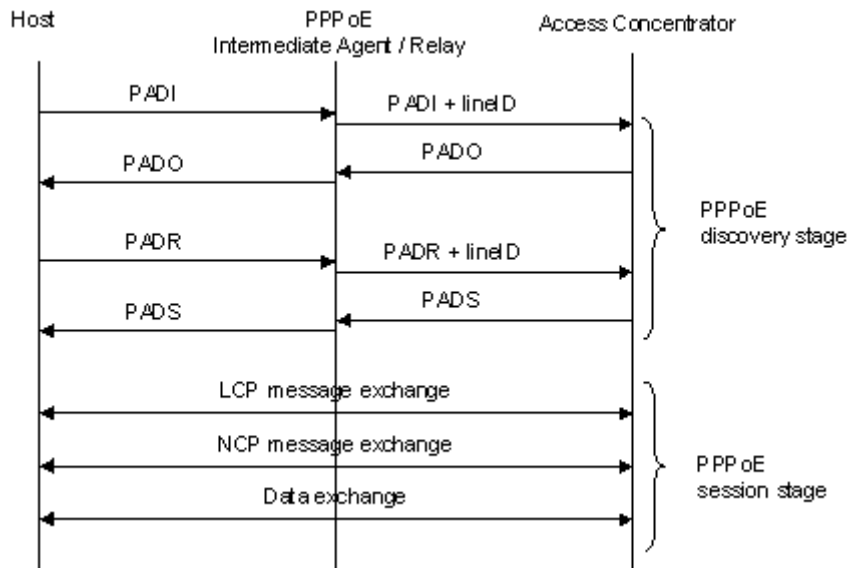 Host
PPPoE
Intermediate Agent / Relay
Access Concentrator
PADI
PADI + lineID
PADO
PADO
PADR
PADR + lineID
PADS
PADS
PPPoE
discovery stage
LCP message exchange
NCP message exchange
Data exchange
PPPoE
session stage